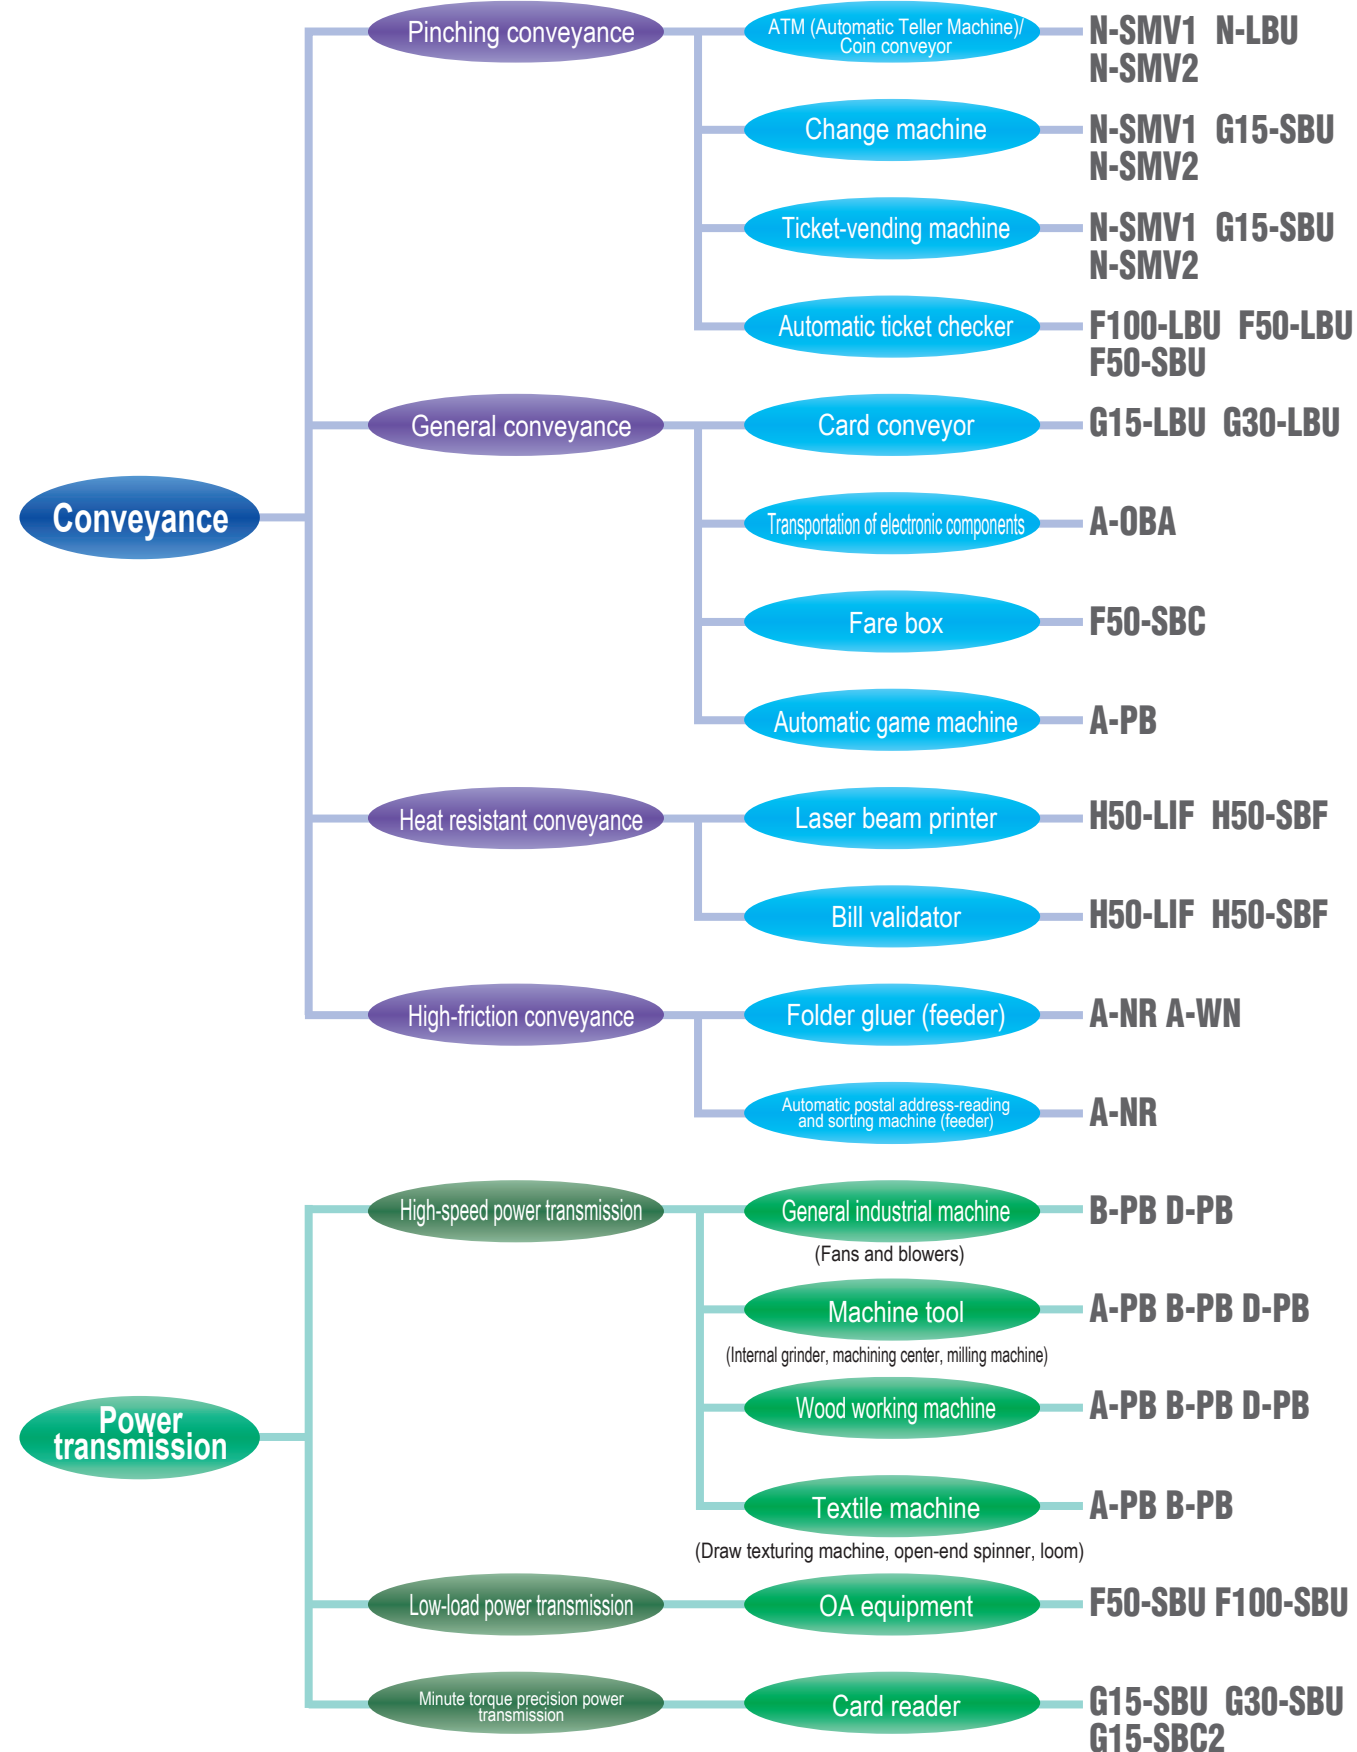 Pinching conveyance
ATM (Automatic Teller Machine)/
Coin conveyor
N-SMV1 N-LBU
N-SMV2
Change machine
N-SMV1 G15-SBU
N-SMV2
Ticket-vending machine
N-SMV1 G15-SBU
N-SMV2
Automatic ticket checker
F100-LBU F50-LBU
F50-SBU
General conveyance
Card conveyor
G15-LBU G30-LBU
Conveyance
Transportation of electronic components
A-OBA
Fare box
F50-SBC
Automatic game machine
A-PB
Heat resistant conveyance
Laser beam printer
H50-LIF H50-SBF
Bill validator
H50-LIF H50-SBF
High-friction conveyance
Folder gluer (feeder)
A-NR A-WN
Automatic postal address-reading
and sorting machine (feeder)
A-NR
High-speed power transmission
General industrial machine
B-PB D-PB
(Fans and blowers)
Machine tool
A-PB B-PB D-PB
(Internal grinder, machining center, milling machine)
Wood working machine
A-PB B-PB D-PB
Power
transmission
Textile machine
A-PB B-PB
(Draw texturing machine, open-end spinner, loom)
Low-load power transmission
OA equipment
F50-SBU F100-SBU
Minute torque precision power
transmission
Card reader
G15-SBU G30-SBU
G15-SBC2